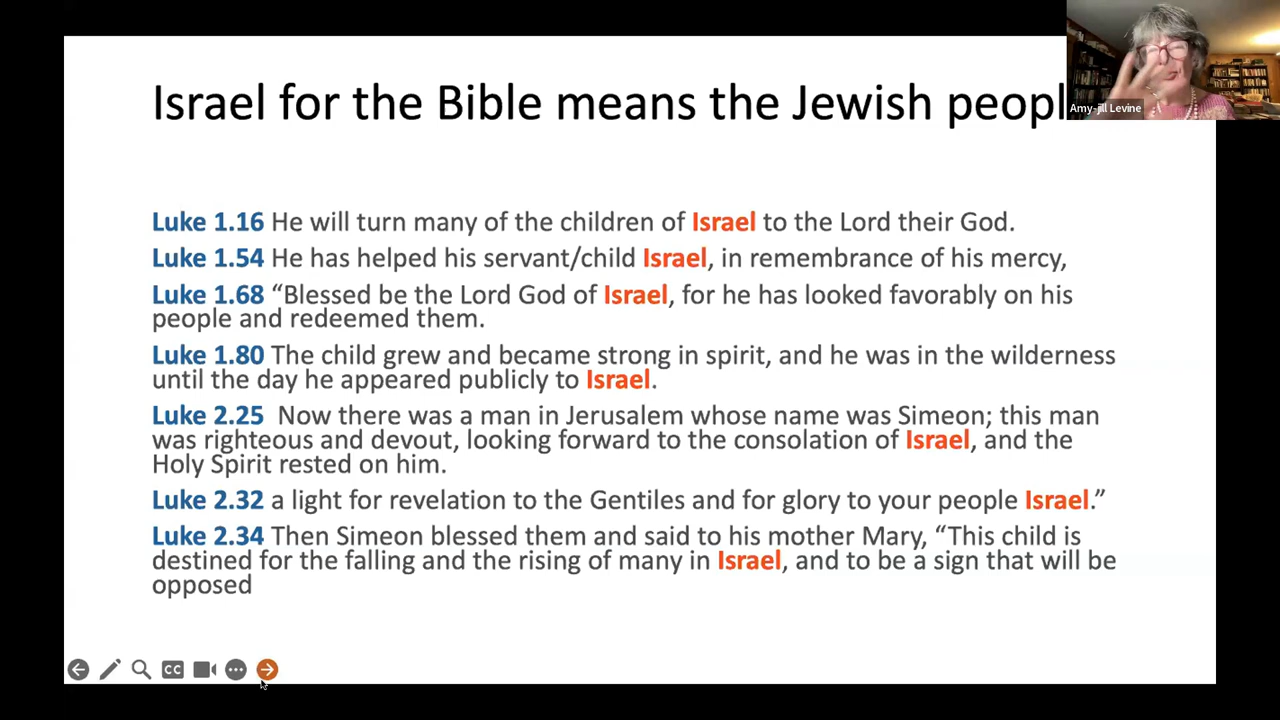 Israel for the Bible means the Jewish peopl
Amy-jill Levine
Luke 1.16 He will turn many of the children of Israel to the Lord their God.
Luke 1.54 He has helped his servant/child Israel, in remembrance of his mercy,
Luke 1.68 “Blessed be the Lord God of Israel, for he has looked favorably on his
people and redeemed them.
Luke 1.80 The child grew and became strong in spirit, and he was in the wilderness
until the day he appeared publicly to Israel.
Luke 2.25  Now there was a man in Jerusalem whose name was Simeon; this man
was righteous and devout, looking forward to the consolation of Israel, and the
Holy Spirit rested on him.
Luke 2.32 a light for revelation to the Gentiles and for glory to your people Israel.”
Luke 2.34 Then Simeon blessed them and said to his mother Mary, “This child is
destined for the falling and the rising of many in Israel, and to be a sign that will be
opposed
CC